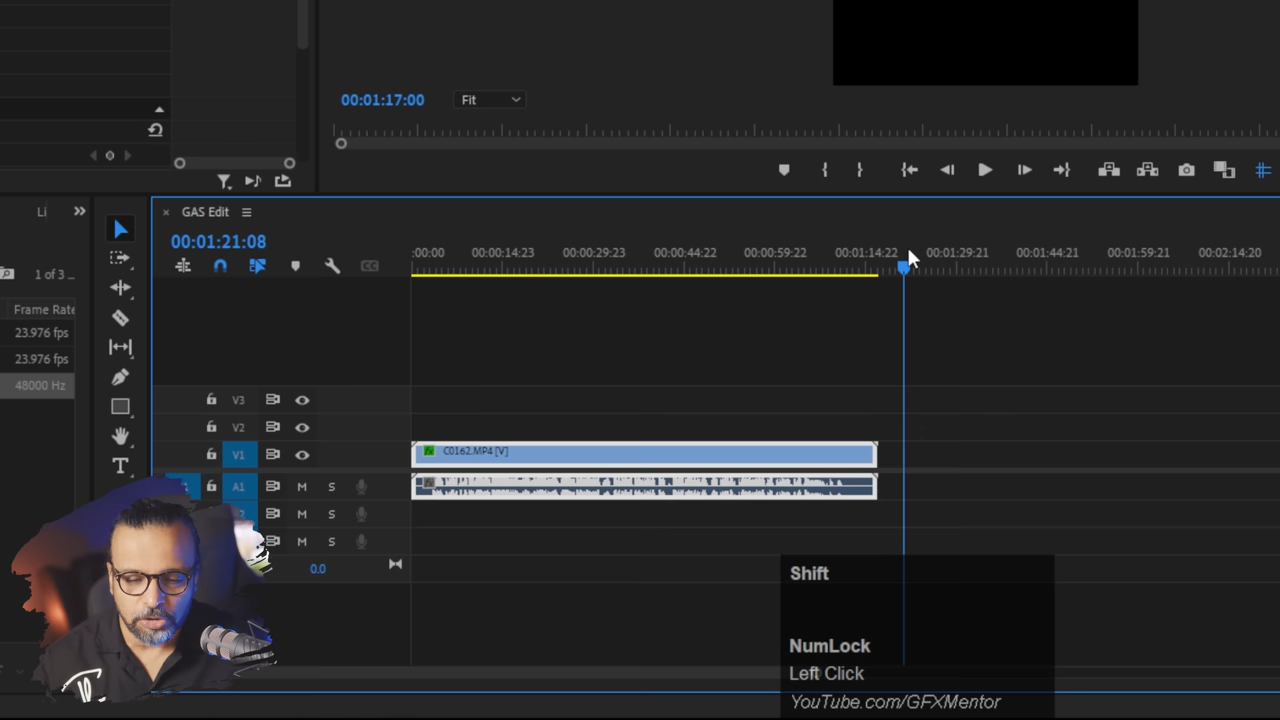 00:01:17:00 Fit
Li
GAS Edit
00:01:21:08
:00:00 00:00:14:23 00:00:29:23 00:00:44:22 00:00:59:22 00:01:14:22 00:01:29:21 00:01:44:21 00:01:59:21 00:02:14:20
1 of 3 ...
Frame Rate
23.976 fps
23.976 fps
48000 Hz
V3
V2
V1 C0162.MP4 [V]
fx
A1 M S
fx
2 M S
M S
0.0
T
Shift
NumLock
Left Click
YouTube.com/GFXMentor